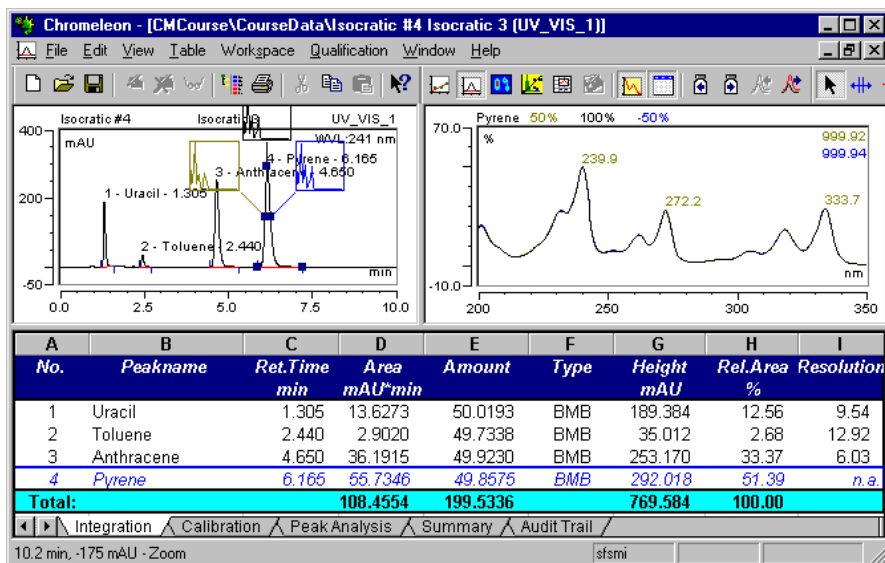 Chromeleon - [CMCourse\CourseData\Isocratic #4 Isocratic 3 (UV_VIS_1)]
File Edit View Table Workspace Qualification Window Help
Isocratic #4 UV_VIS_1
400 mAU WVL:241 nm
4 - Pyrene - 6.165
3 - Anthracene - 4.650
200 1 - Uracil - 1.305
2 - Toluene - 2.440
min
-50
0.0 2.5 5.0 7.5 10.0
Pyrene 50% 100% -50%
70.0 % 999.92
999.94
239.9
272.2 333.7
nm
-10.0
200 250 300 350
A B C D E F G H I
No. Peakname Ret.Time Area Amount Type Height Rel.Area Resolution
min mAU*min mAU %
1 Uracil 1.305 13.6273 50.0193 BMB 189.384 12.56 9.54
2 Toluene 2.440 2.9020 49.7338 BMB 35.012 2.68 12.92
3 Anthracene 4.650 36.1915 49.9230 BMB 253.170 33.37 6.03
4 Pyrene 6.165 55.7346 49.8575 BMB 292.018 51.39 n.a.
Total: 108.4554 199.5336 769.584 100.00
Integration Calibration Peak Analysis Summary Audit Trail
10.2 min, -175 mAU - Zoom sfsmi